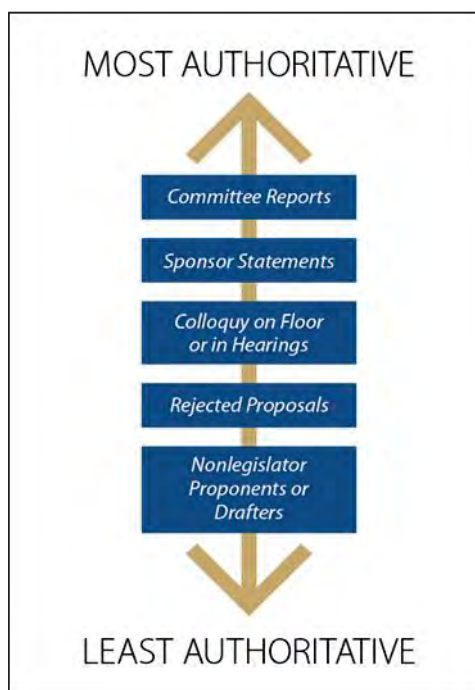 MOST AUTHORITATIVE
Committee Reports
Sponsor Statements
Colloquy on Floor
or in Hearings
Rejected Proposals
Nonlegislator
Proponents or
Drafters
LEAST AUTHORITATIVE